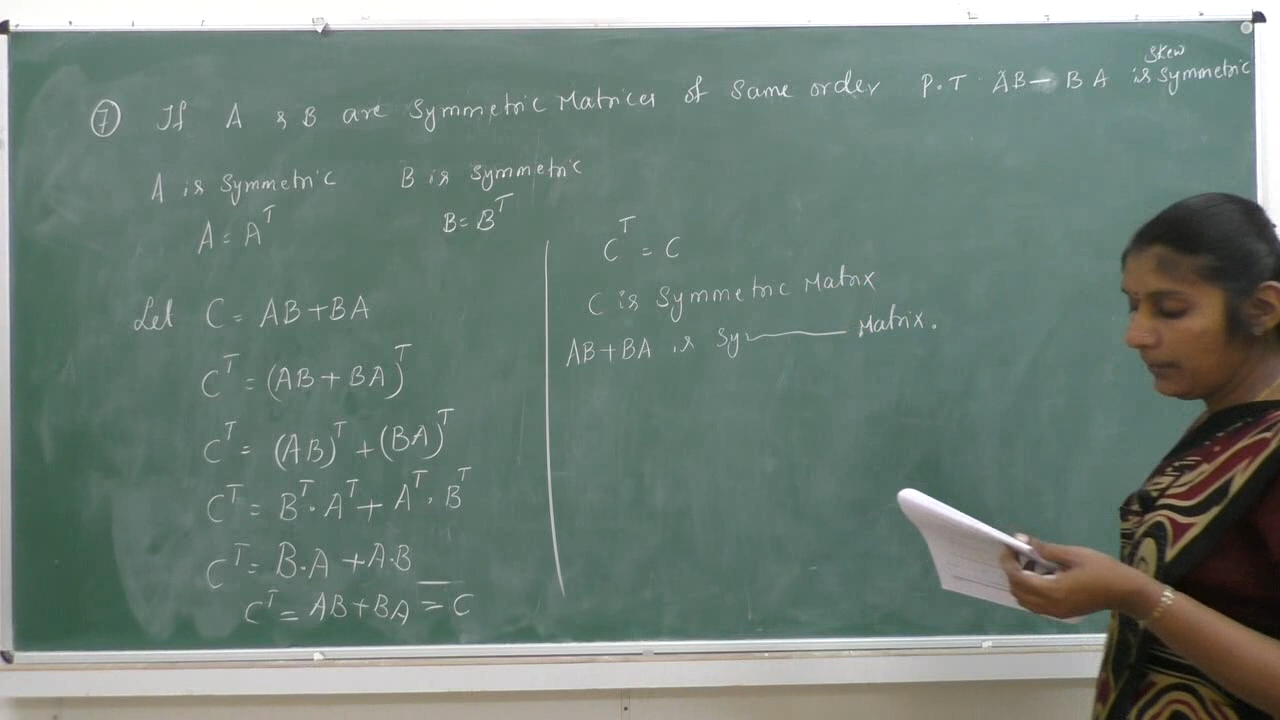 ⑦ If A & B are Symmetric Matrices of Same order P.T AB - BA is Skew Symmetric
A is Symmetric B is Symmetric
A = A^T B = B^T
Let C = AB + BA
C^T = (AB + BA)^T
C^T = (AB)^T + (BA)^T
C^T = B^T . A^T + A^T . B^T
C^T = B.A + A.B
C^T = AB + BA = C
C^T = C
C is Symmetric Matrix
AB + BA is Sy——— Matrix.